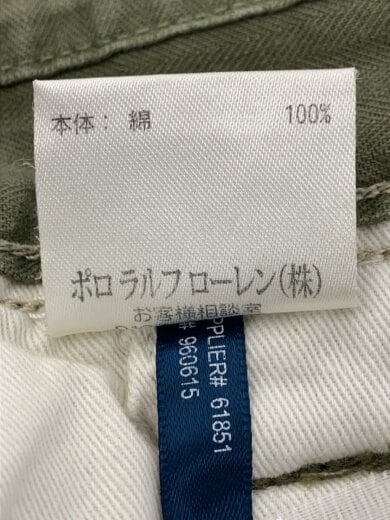 本体： 綿 100%
ポロ ラルフ ローレン(株)
お客様相談室
PPLIER# 61851
# 960615